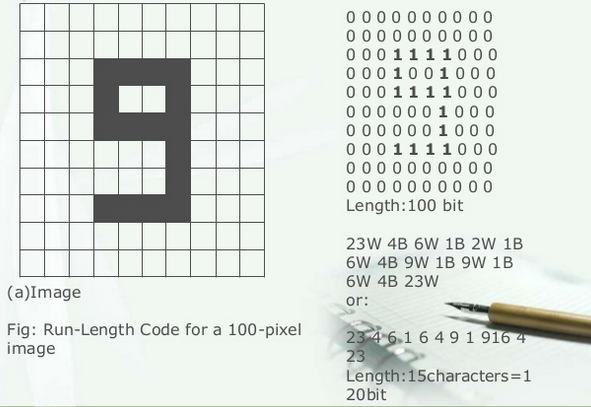 (a)Image
Fig: Run-Length Code for a 100-pixel
image
0 0 0 0 0 0 0 0 0 0
0 0 0 0 0 0 0 0 0 0
0 0 0 1 1 1 1 0 0 0
0 0 0 1 0 0 1 0 0 0
0 0 0 1 1 1 1 0 0 0
0 0 0 0 0 0 1 0 0 0
0 0 0 0 0 0 1 0 0 0
0 0 0 1 1 1 1 0 0 0
0 0 0 0 0 0 0 0 0 0
0 0 0 0 0 0 0 0 0 0
Length:100 bit
23W 4B 6W 1B 2W 1B
6W 4B 9W 1B 9W 1B
6W 4B 23W
or:
23 4 6 1 6 4 9 1 916 4
23
Length:15characters=1
20bit